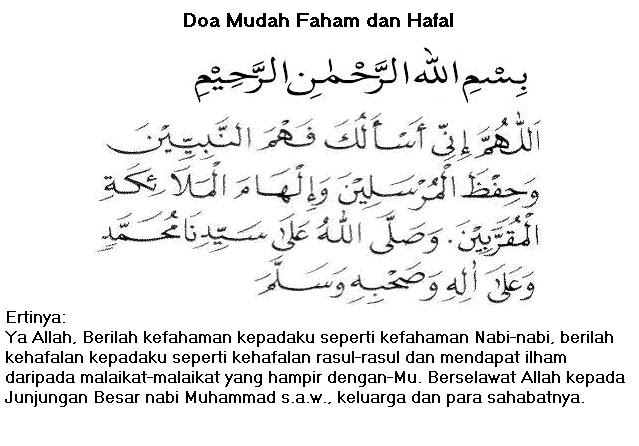 Doa Mudah Faham dan Hafal
بِسْمِ اللهِ الرَّحْمٰنِ الرَّحِيْمِ
اَللّٰهُمَّ إِنِّيْ أَسْأَلُكَ فَهْمَ النَّبِيِّيْنَ
وَحِفْظَ الْمُرْسَلِيْنَ وَإِلْهَامَ الْمَلَائِكَةِ
الْمُقَرَّبِيْنَ. وَصَلَّى اللهُ عَلَى سَيِّدِنَا مُحَمَّدٍ
وَعَلَى اٰلِهِ وَصَحْبِهِ وَسَلَّمَ
Ertinya:
Ya Allah, Berilah kefahaman kepadaku seperti kefahaman Nabi-nabi, berilah
kehafalan kepadaku seperti kehafalan rasul-rasul dan mendapat ilham
daripada malaikat-malaikat yang hampir dengan-Mu. Berselawat Allah kepada
Junjungan Besar nabi Muhammad s.a.w., keluarga dan para sahabatnya.